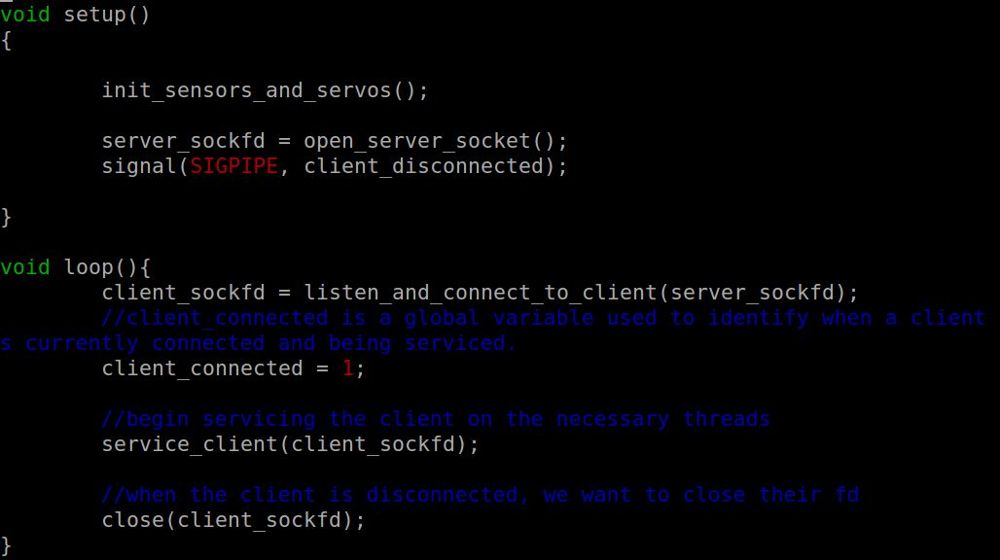 void setup()
{
init_sensors_and_servos();
server_sockfd = open_server_socket();
signal(SIGPIPE, client_disconnected);
}
void loop(){
client_sockfd = listen_and_connect_to_client(server_sockfd);
//client_connected is a global variable used to identify when a client
s currently connected and being serviced.
client_connected = 1;
//begin servicing the client on the necessary threads
service_client(client_sockfd);
//when the client is disconnected, we want to close their fd
close(client_sockfd);
}